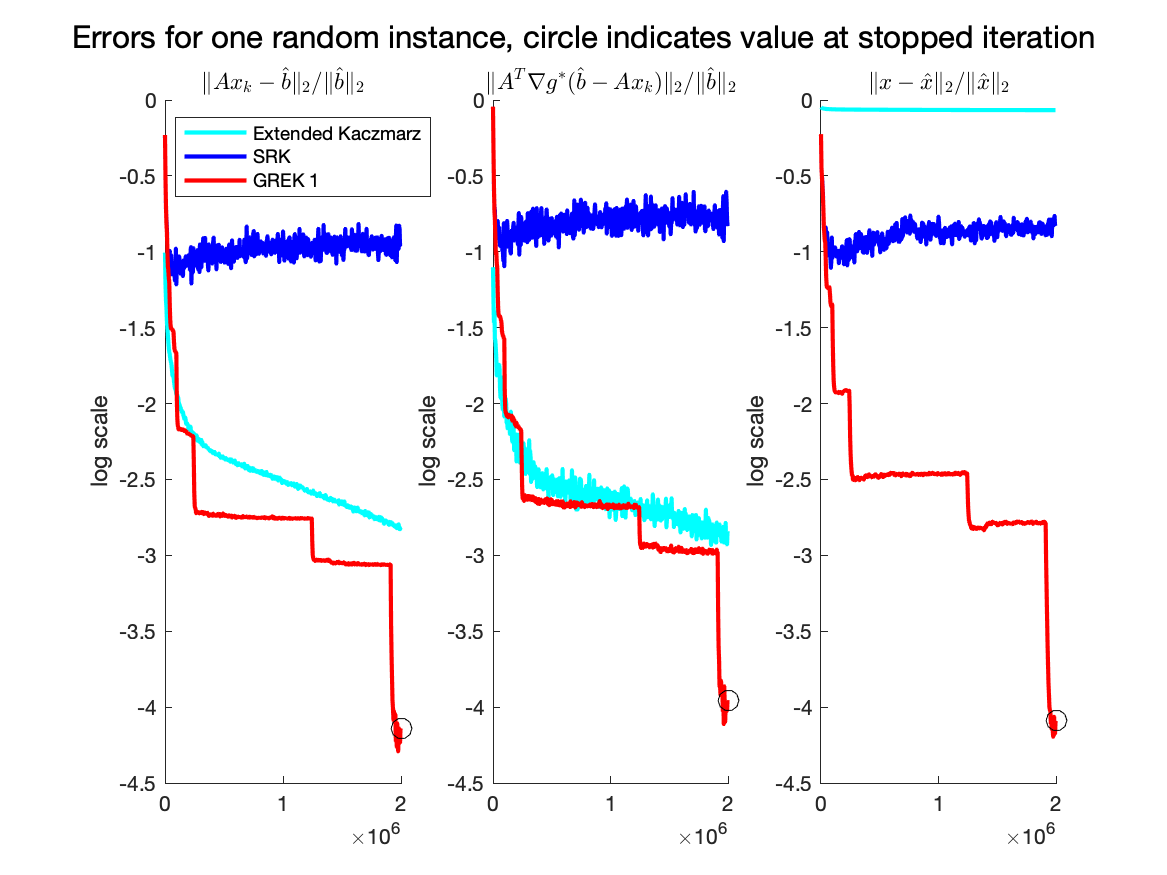 Errors for one random instance, circle indicates value at stopped iteration
‖Ax_k − b̂‖₂/‖b̂‖₂
0
-0.5
-1
-1.5
-2
-2.5
-3
-3.5
-4
-4.5
log scale
Extended Kaczmarz
SRK
GREK 1
0 1 2
×10⁶
‖Aᵀ∇g*(b̂ − Ax_k)‖₂/‖b̂‖₂
0
-0.5
-1
-1.5
-2
-2.5
-3
-3.5
-4
-4.5
log scale
0 1 2
×10⁶
‖x − x̂‖₂/‖x̂‖₂
0
-0.5
-1
-1.5
-2
-2.5
-3
-3.5
-4
-4.5
log scale
0 1 2
×10⁶